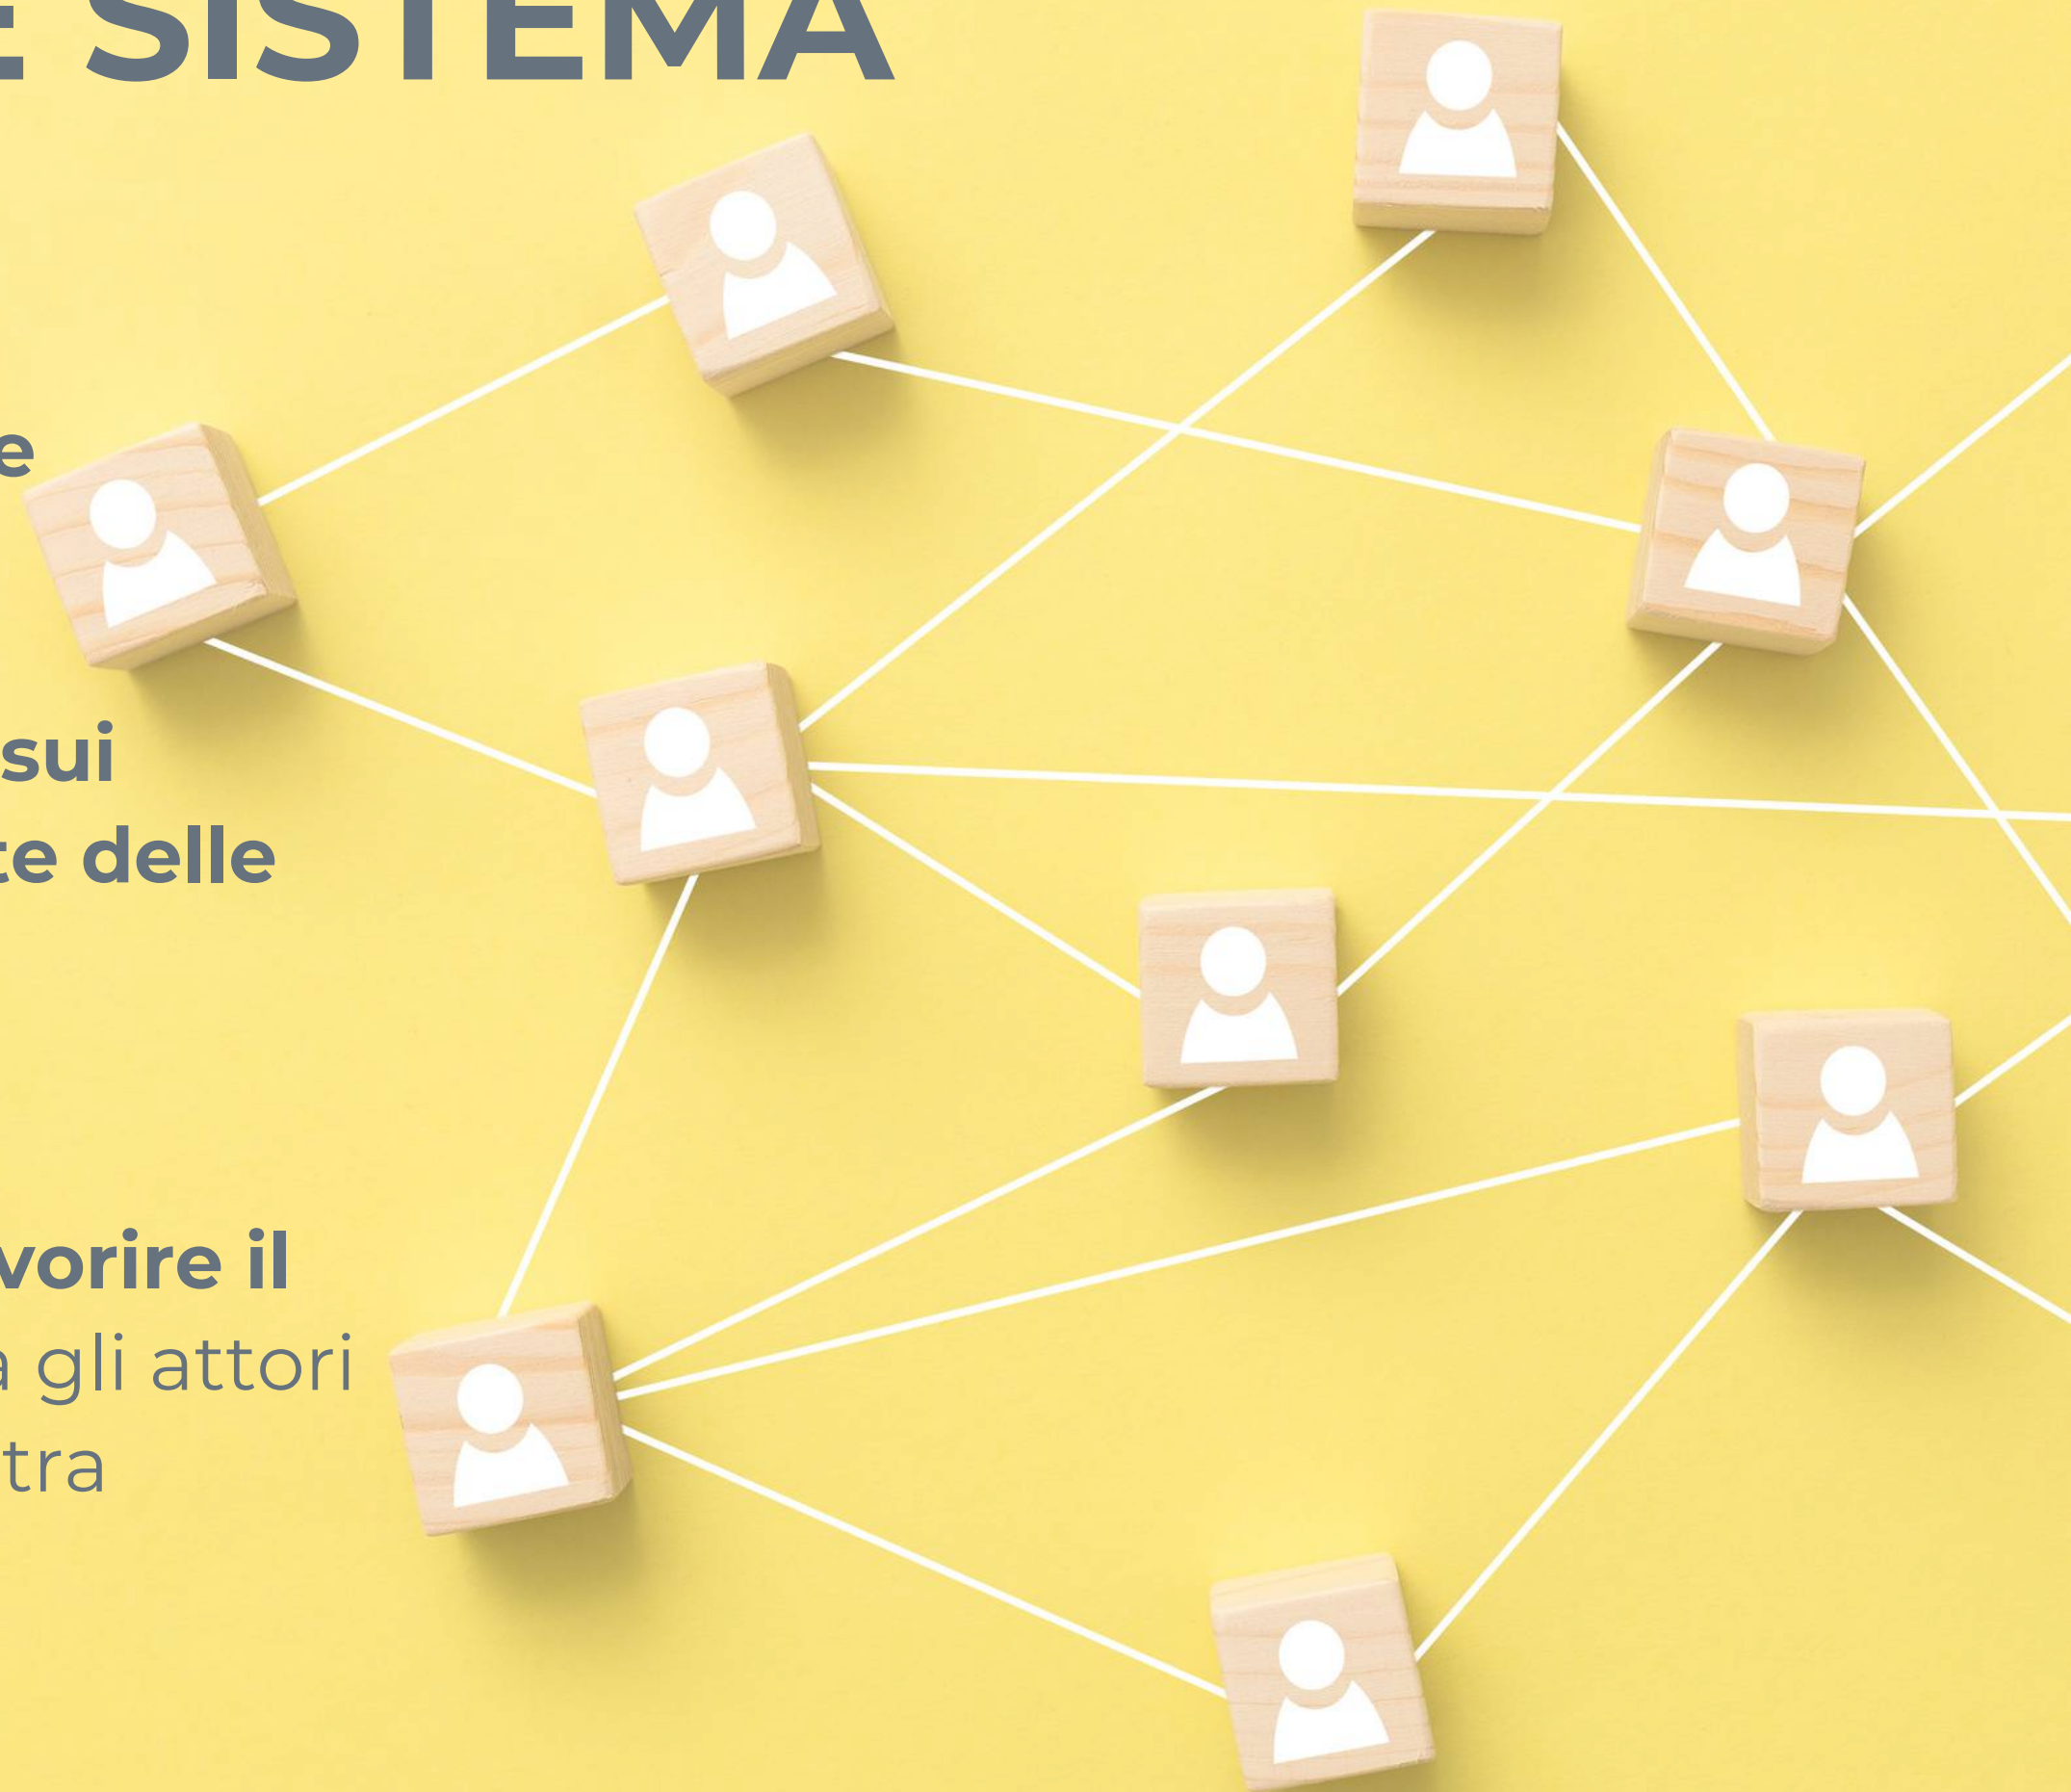 E SISTEMA
e
sui
te delle
vorire il
a gli attori
tra